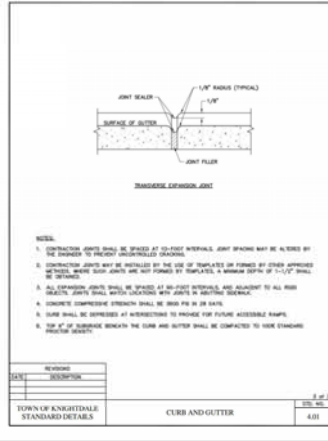 1/8" RADIUS (TYPICAL)
JOINT SEALER
1/8"
SURFACE OF GUTTER
JOINT FILLER
TRANSVERSE EXPANSION JOINT
NOTES:
1. CONTRACTION JOINTS SHALL BE SPACED AT 10-FOOT INTERVALS. JOINT SPACING MAY BE ALTERED BY
THE ENGINEER TO PREVENT UNCONTROLLED CRACKING.
2. CONTRACTION JOINTS MAY BE INSTALLED BY THE USE OF TEMPLATES OR FORMED BY OTHER APPROVED
METHODS. WHERE SUCH JOINTS ARE NOT FORMED BY TEMPLATES, A MINIMUM DEPTH OF 1-1/2" SHALL
BE OBTAINED.
3. ALL EXPANSION JOINTS SHALL BE SPACED AT 90-FOOT INTERVALS, AND ADJACENT TO ALL RIGID
OBJECTS. JOINTS SHALL MATCH LOCATIONS WITH JOINTS IN ABUTTING SIDEWALK.
4. CONCRETE COMPRESSIVE STRENGTH SHALL BE PSI IN 28 DAYS.
5. CURB SHALL BE DEPRESSED AT INTERSECTIONS TO PROVIDE FOR FUTURE ACCESSIBLE RAMPS.
6. TOP 8" OF SUBGRADE BENEATH THE CURB AND GUTTER SHALL BE COMPACTED TO 100% STANDARD
PROCTOR DENSITY.
REVISIONS
DATE DESCRIPTION
TOWN OF KNIGHTDALE
STANDARD DETAILS
CURB AND GUTTER
STD. NO.
4.01